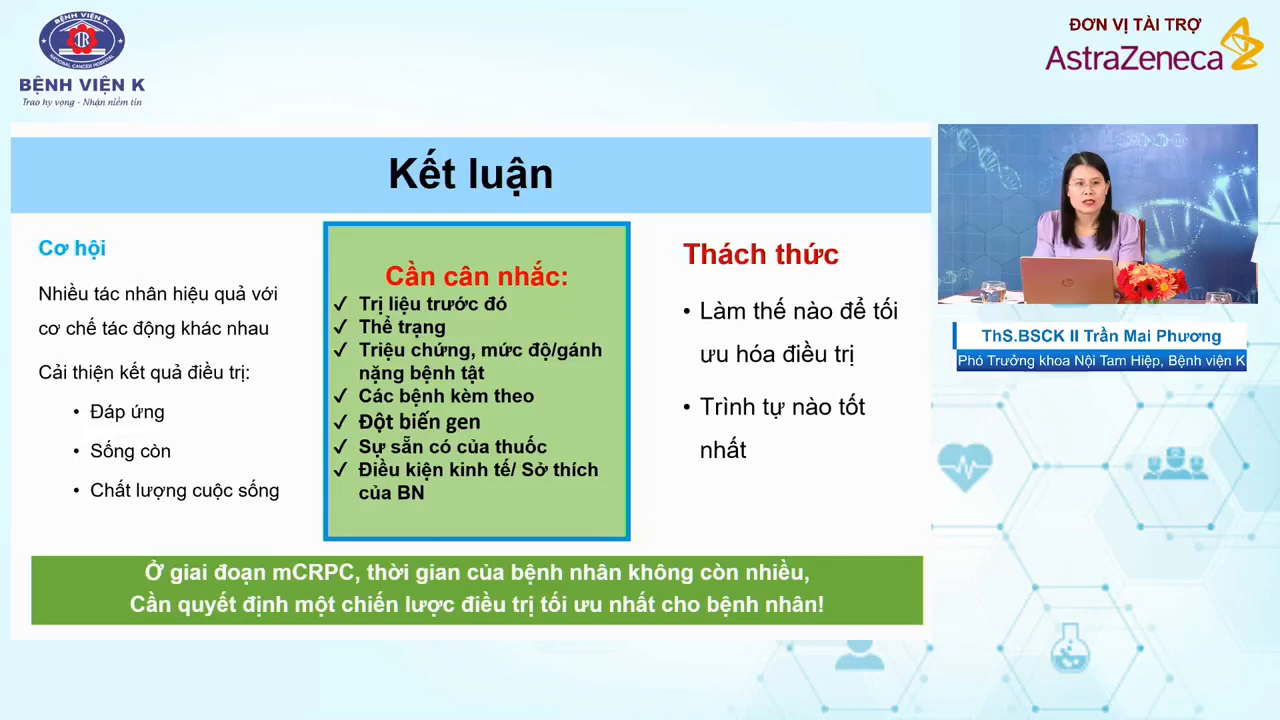 BỆNH VIỆN K
NATIONAL CANCER HOSPITAL
BỆNH VIỆN K
Trao hy vọng - Nhận niềm tin
ĐƠN VỊ TÀI TRỢ
AstraZeneca
Kết luận
Cơ hội
Nhiều tác nhân hiệu quả với
cơ chế tác động khác nhau
Cải thiện kết quả điều trị:
• Đáp ứng
• Sống còn
• Chất lượng cuộc sống
Cần cân nhắc:
✓ Trị liệu trước đó
✓ Thể trạng
✓ Triệu chứng, mức độ/gánh
nặng bệnh tật
✓ Các bệnh kèm theo
✓ Đột biến gen
✓ Sự sẵn có của thuốc
✓ Điều kiện kinh tế/ Sở thích
của BN
Thách thức
• Làm thế nào để tối
ưu hóa điều trị
• Trình tự nào tốt
nhất
Ở giai đoạn mCRPC, thời gian của bệnh nhân không còn nhiều,
Cần quyết định một chiến lược điều trị tối ưu nhất cho bệnh nhân!
ThS.BSCK II Trần Mai Phương
Phó Trưởng khoa Nội Tam Hiệp, Bệnh viện K